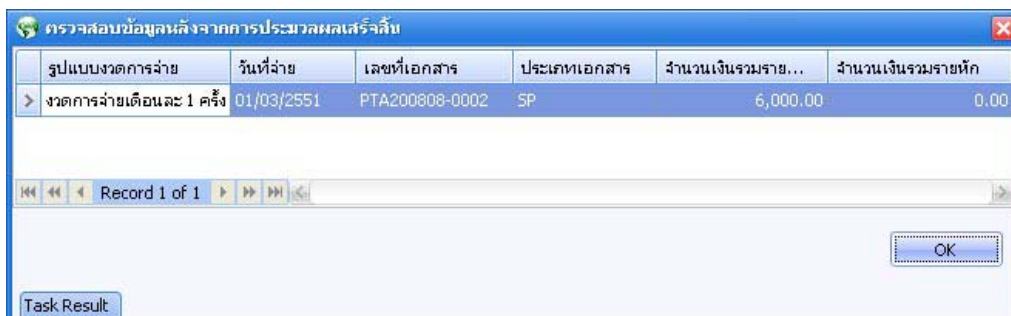 ตรวจสอบข้อมูลหลังจากการประมวลผลเสร็จสิ้น
รูปแบบงวดการจ่าย วันที่จ่าย เลขที่เอกสาร ประเภทเอกสาร จำนวนเงินรวมราย... จำนวนเงินรวมรายหัก
งวดการจ่ายเดือนละ 1 ครั้ง 01/03/2551 PTA200808-0002 SP 6,000.00 0.00
Record 1 of 1
OK
Task Result